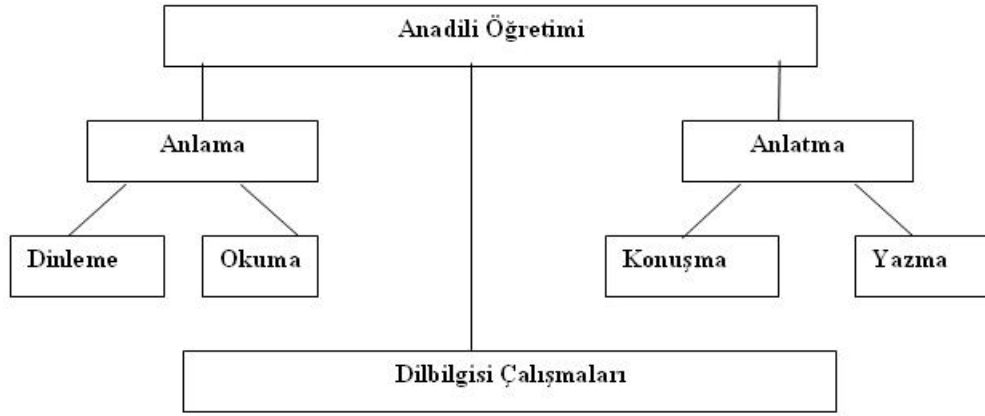 Anadili Öğretimi
Anlama
Anlatma
Dinleme
Okuma
Konuşma
Yazma
Dilbilgisi Çalışmaları